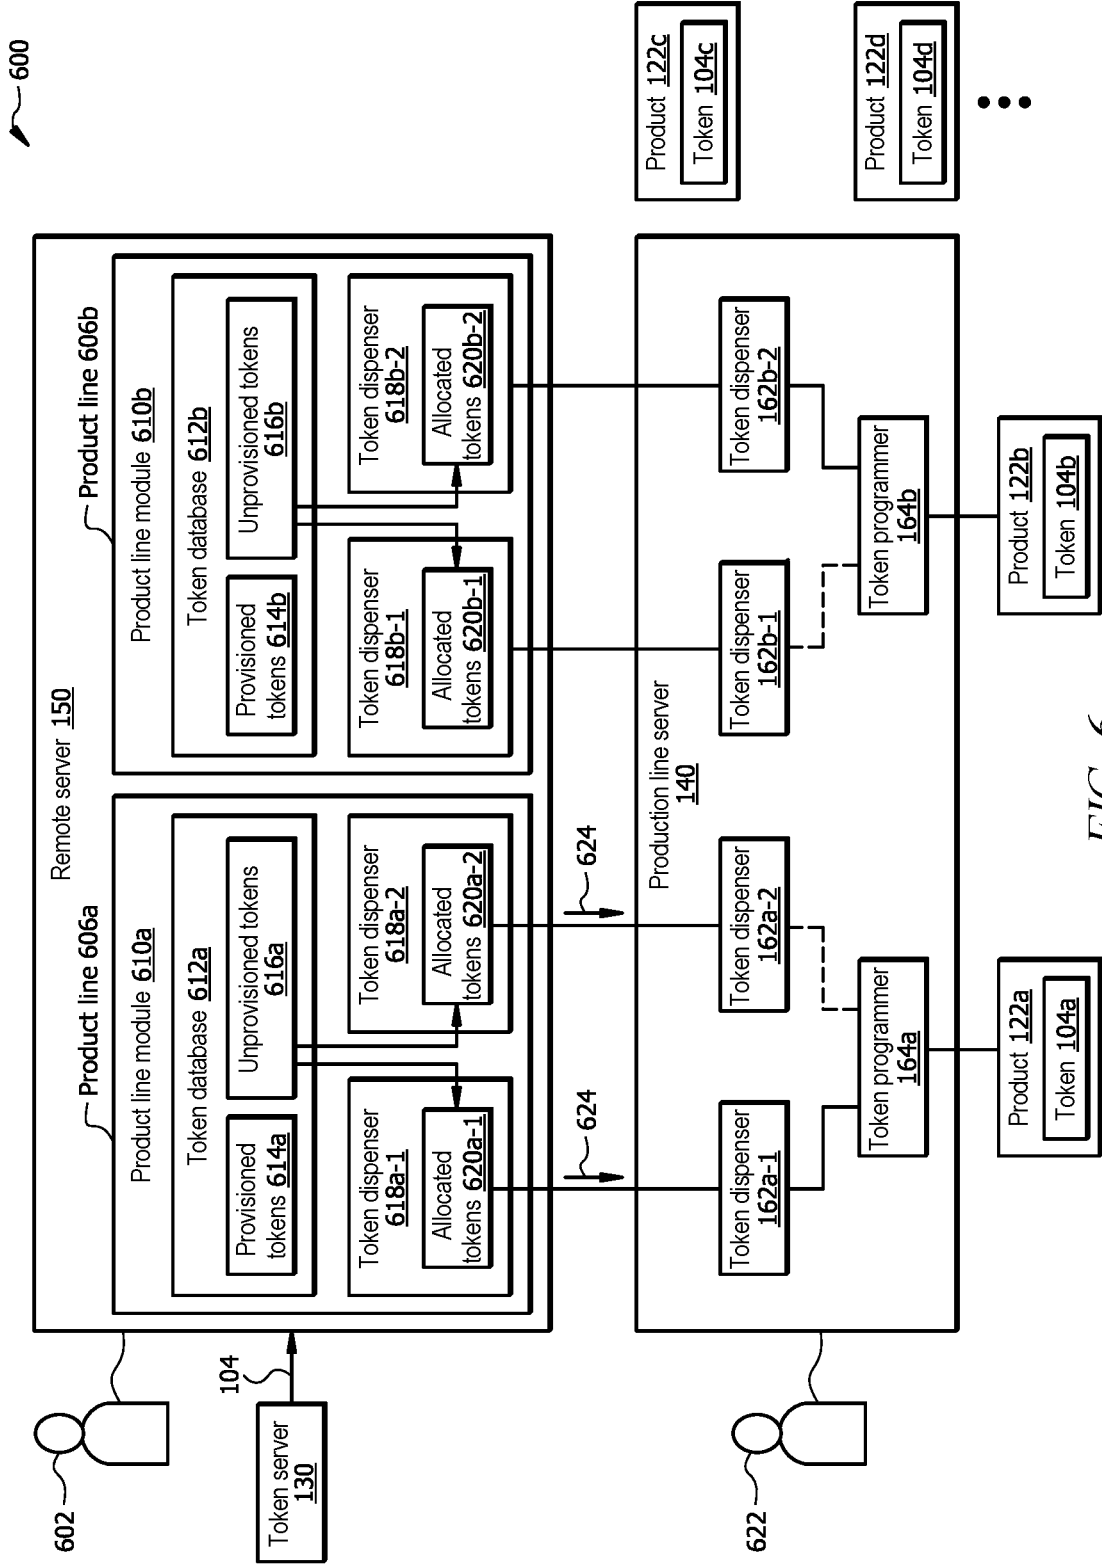 600
602
Token server
130
104
Remote server 150
Product line 606a
Product line module 610a
Token database 612a
Provisioned
tokens 614a
Unprovisioned tokens
616a
Token dispenser
618a-1
Allocated
tokens 620a-1
Token dispenser
618a-2
Allocated
tokens 620a-2
Product line 606b
Product line module 610b
Token database 612b
Provisioned
tokens 614b
Unprovisioned tokens
616b
Token dispenser
618b-1
Allocated
tokens 620b-1
Token dispenser
618b-2
Allocated
tokens 620b-2
624
624
622
Production line server
140
Token dispenser
162a-1
Token dispenser
162a-2
Token dispenser
162b-1
Token dispenser
162b-2
Token programmer
164a
Token programmer
164b
Product 122a
Token 104a
Product 122b
Token 104b
Product 122c
Token 104c
Product 122d
Token 104d
FIG. 6